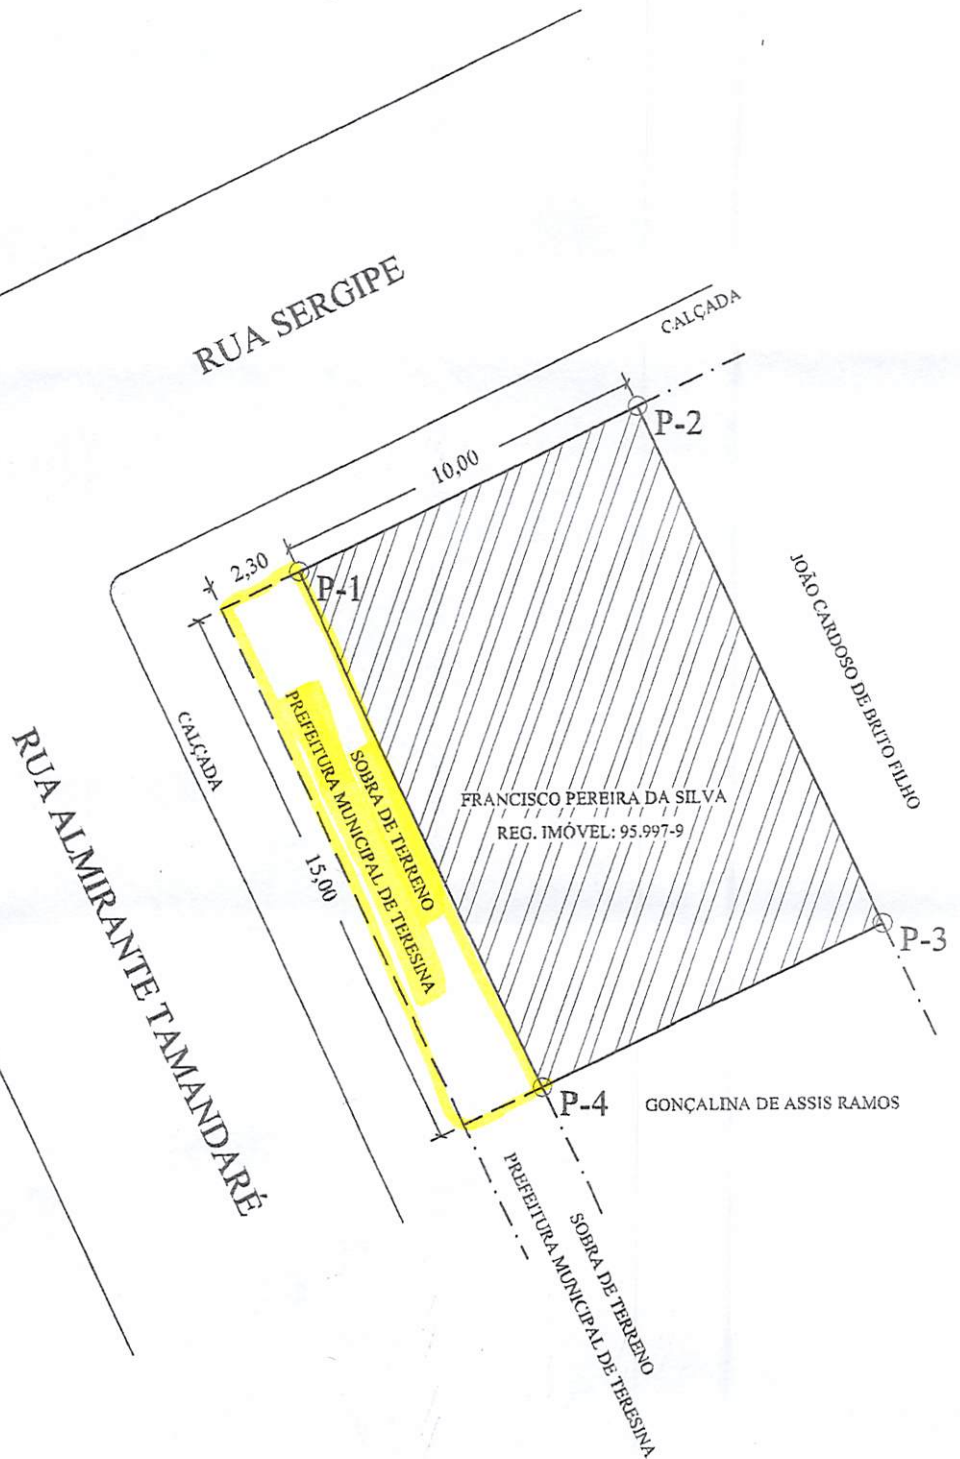 RUA SERGIPE
CALÇADA
P-2
10,00
2,30
P-1
JOÃO CARDOSO DE BRITO FILHO
CALÇADA
RUA ALMIRANTE TAMANDARÉ
15,00
SOBRA DE TERRENO
PREFEITURA MUNICIPAL DE TERESINA
FRANCISCO PEREIRA DA SILVA
REG. IMÓVEL: 95.997-9
P-3
P-4
GONÇALINA DE ASSIS RAMOS
SOBRA DE TERRENO
PREFEITURA MUNICIPAL DE TERESINA